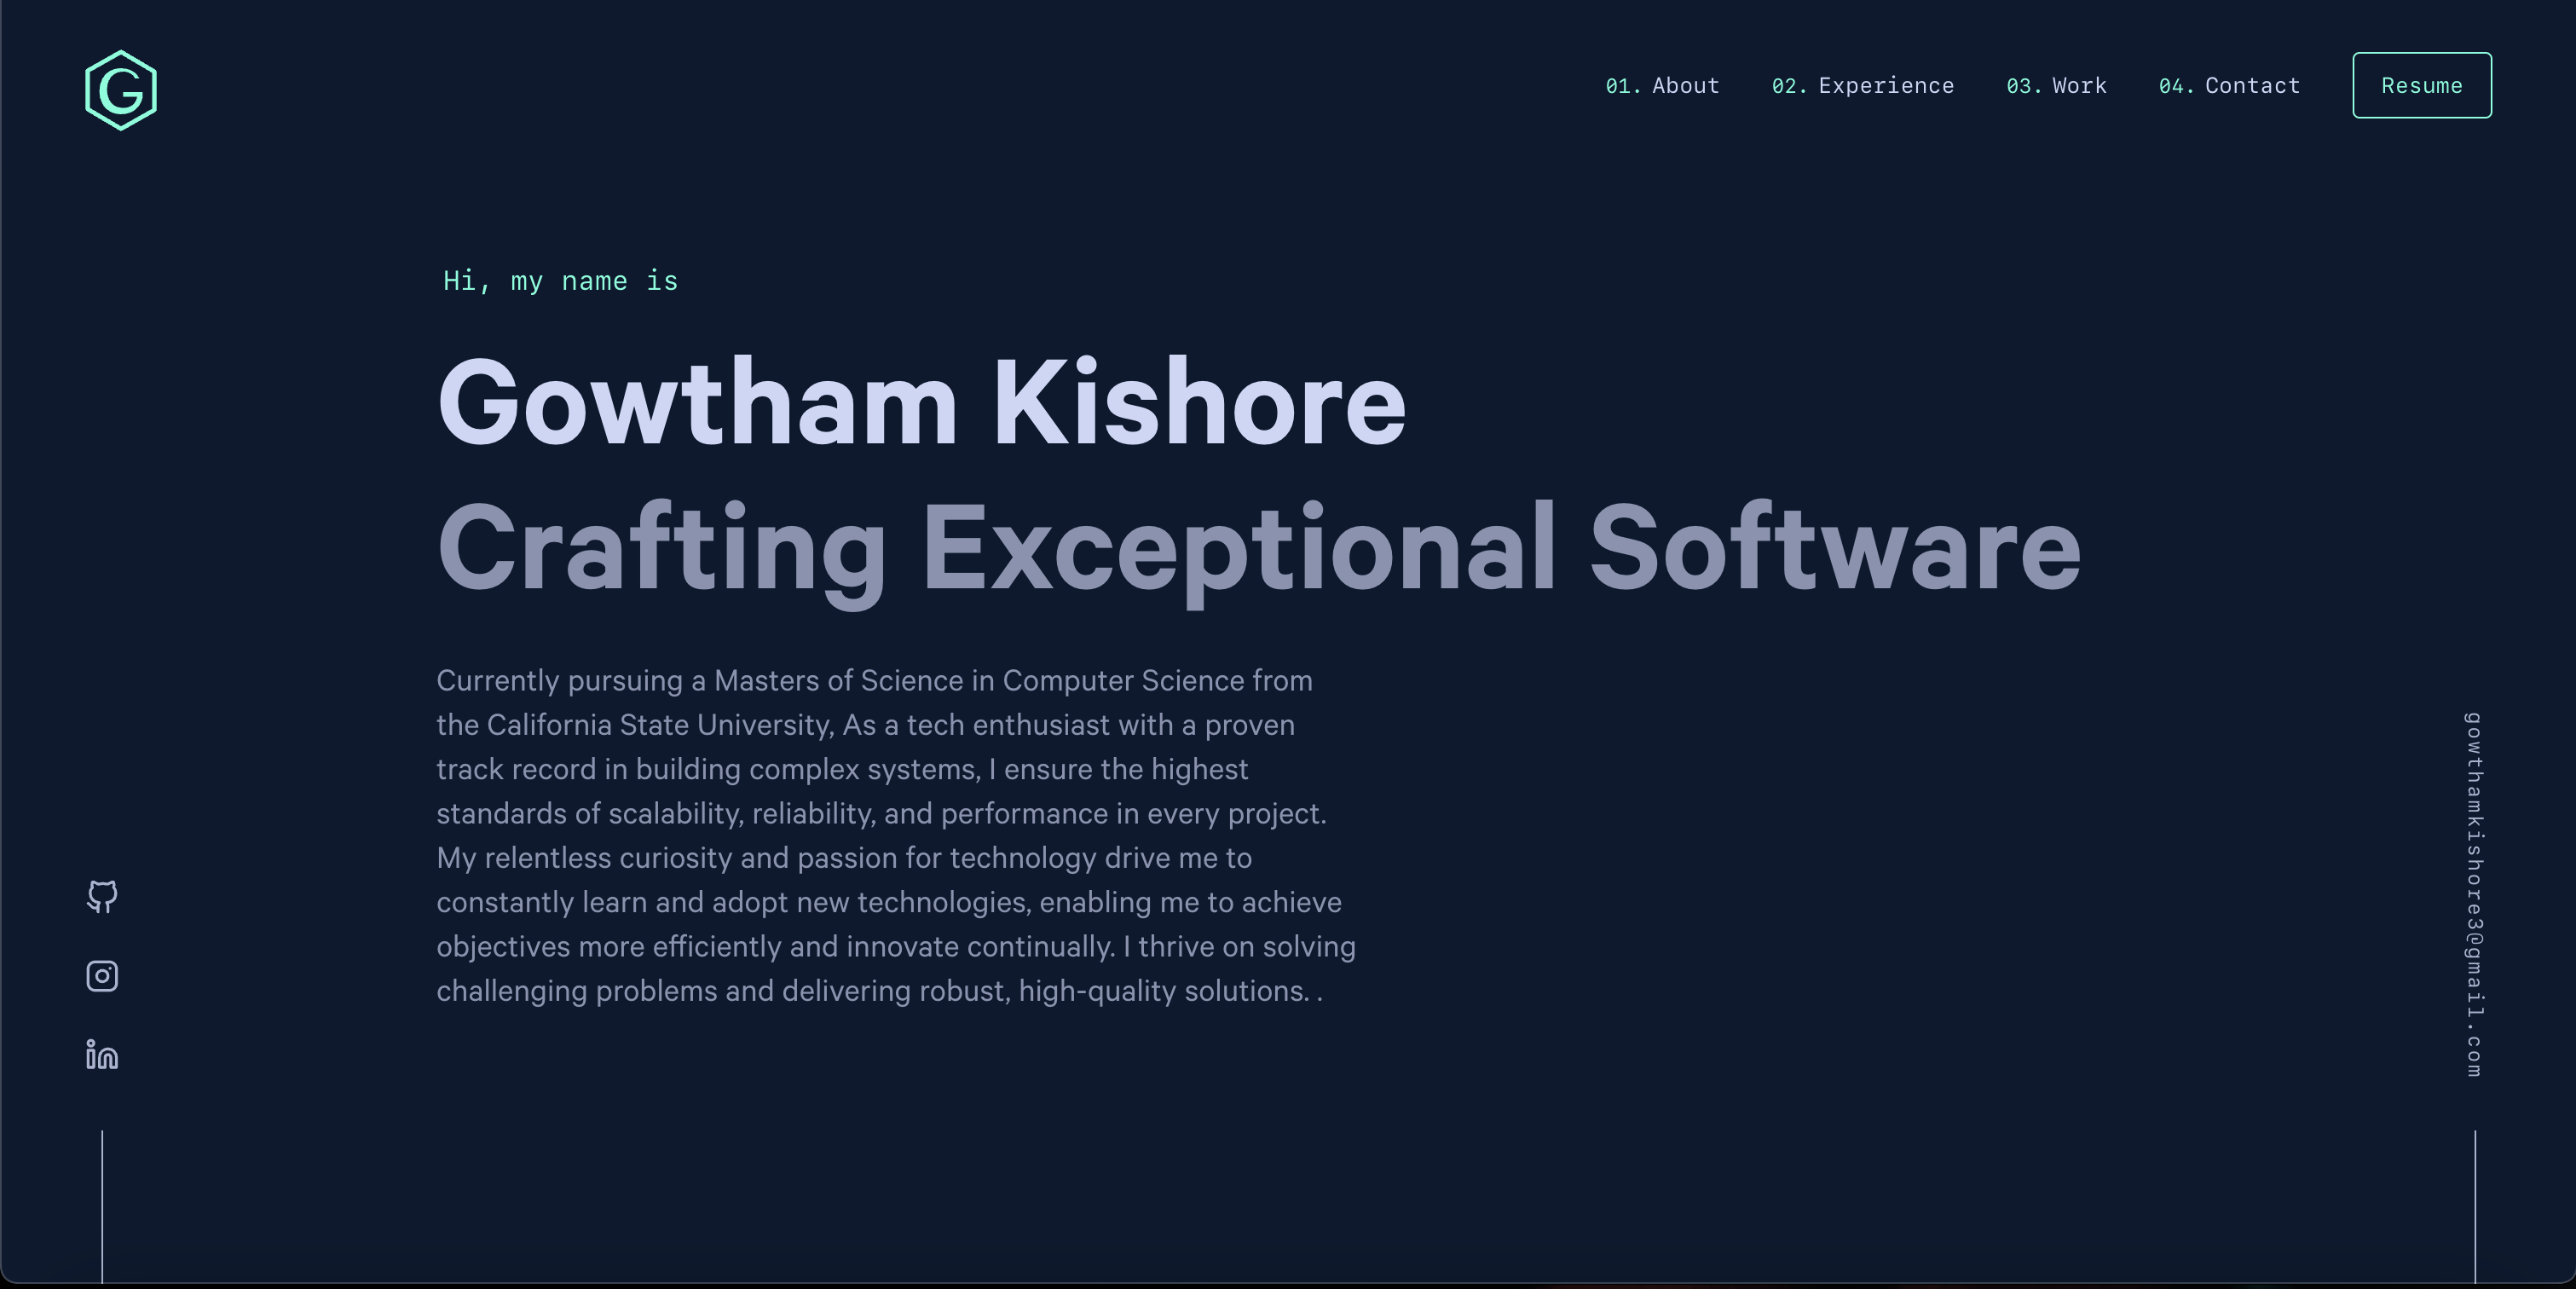 G
01. About 02. Experience 03. Work 04. Contact Resume
Hi, my name is
Gowtham Kishore
Crafting Exceptional Software
Currently pursuing a Masters of Science in Computer Science from
the California State University, As a tech enthusiast with a proven
track record in building complex systems, I ensure the highest
standards of scalability, reliability, and performance in every project.
My relentless curiosity and passion for technology drive me to
constantly learn and adopt new technologies, enabling me to achieve
objectives more efficiently and innovate continually. I thrive on solving
challenging problems and delivering robust, high-quality solutions. .
in
gowthamkishore3@gmail.com